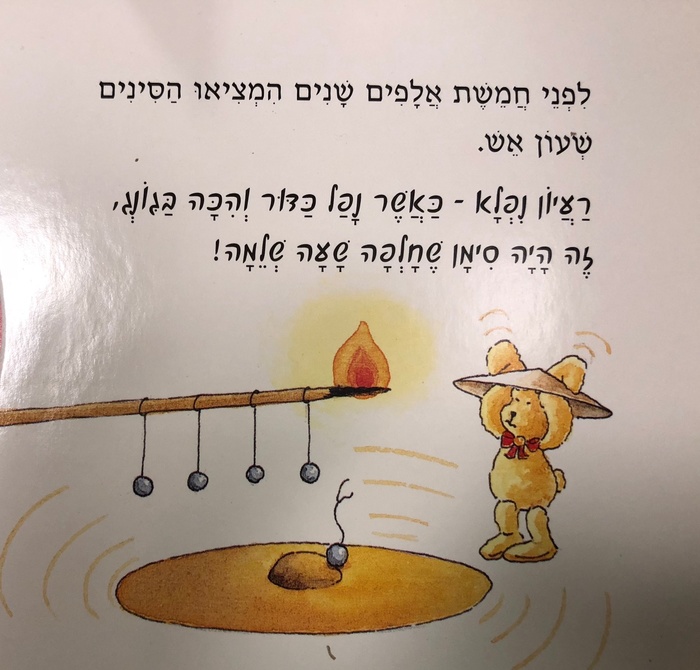 לִפְנֵי חֲמֵשֶׁת אֲלָפִים שָׁנִים הִמְצִיאוּ הַסִּינִים
שְׁעוֹן אֵשׁ.
רַעֲיוֹן נִפְלָא - כַּאֲשֶׁר נָפַל כַּדּוּר וְהִכָּה בַּגּוֹנְג,
זֶה הָיָה סִימָן שֶׁחָלְפָה שָׁעָה שְׁלֵמָה!